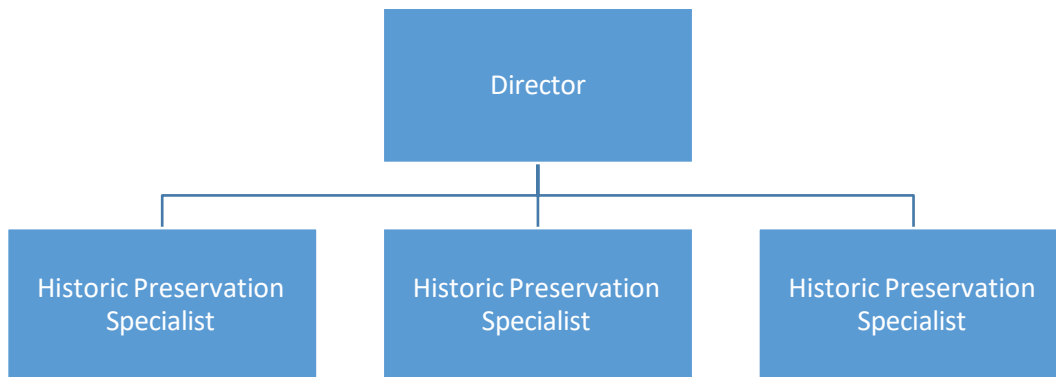 Director
Historic Preservation
Specialist
Historic Preservation
Specialist
Historic Preservation
Specialist